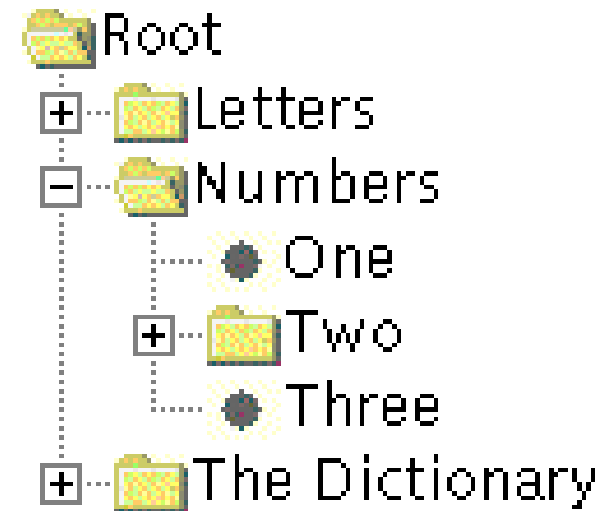 Root
Letters
Numbers
One
Two
Three
The Dictionary